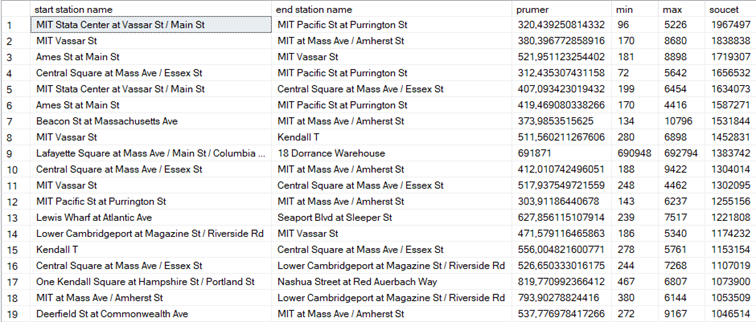 start station name end station name prumer min max soucet
1 MIT Stata Center at Vassar St / Main St MIT Pacific St at Purrington St 320,439250814332 96 5226 1967497
2 MIT Vassar St MIT at Mass Ave / Amherst St 380,396772858916 170 8680 1838838
3 Ames St at Main St MIT Vassar St 521,951123254402 181 8898 1719307
4 Central Square at Mass Ave / Essex St MIT Pacific St at Purrington St 312,435307431158 72 5642 1656532
5 MIT Stata Center at Vassar St / Main St Central Square at Mass Ave / Essex St 407,093423019432 199 6454 1634073
6 Ames St at Main St MIT Pacific St at Purrington St 419,469080338266 170 4416 1587271
7 Beacon St at Massachusetts Ave MIT at Mass Ave / Amherst St 373,9853515625 134 10796 1531844
8 MIT Vassar St Kendall T 511,560211267606 280 6898 1452831
9 Lafayette Square at Mass Ave / Main St / Columbia ... 18 Dorrance Warehouse 691871 690948 692794 1383742
10 Central Square at Mass Ave / Essex St MIT at Mass Ave / Amherst St 412,010742496051 188 9422 1304014
11 MIT Vassar St Central Square at Mass Ave / Essex St 517,937549721559 248 4462 1302095
12 MIT Pacific St at Purrington St MIT at Mass Ave / Amherst St 303,91186440678 143 6237 1255156
13 Lewis Wharf at Atlantic Ave Seaport Blvd at Sleeper St 627,856115107914 239 7517 1221808
14 Lower Cambridgeport at Magazine St / Riverside Rd MIT Vassar St 471,579116465863 186 5340 1174232
15 Kendall T Central Square at Mass Ave / Essex St 556,004821600771 278 5761 1153154
16 Central Square at Mass Ave / Essex St Lower Cambridgeport at Magazine St / Riverside Rd 526,650333016175 244 7268 1107019
17 One Kendall Square at Hampshire St / Portland St Nashua Street at Red Auerbach Way 819,770992366412 467 6807 1073900
18 MIT at Mass Ave / Amherst St Lower Cambridgeport at Magazine St / Riverside Rd 793,90278824416 380 6144 1053509
19 Deerfield St at Commonwealth Ave MIT at Mass Ave / Amherst St 537,776978417266 272 9167 1046514